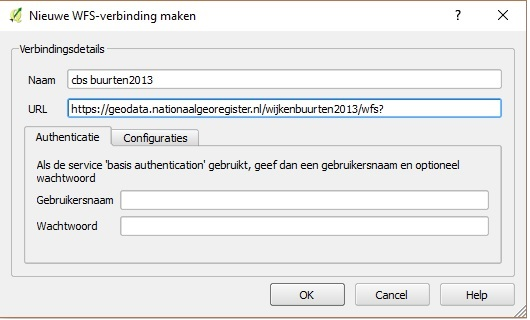 Nieuwe WFS-verbinding maken
Verbindingsdetails
Naam cbs buurten2013
URL https://geodata.nationaalgeoregister.nl/wijkenbuurten2013/wfs?
Authenticatie Configuraties
Als de service 'basis authentication' gebruikt, geef dan een gebruikersnaam en optioneel
wachtwoord
Gebruikersnaam
Wachtwoord
OK Cancel Help